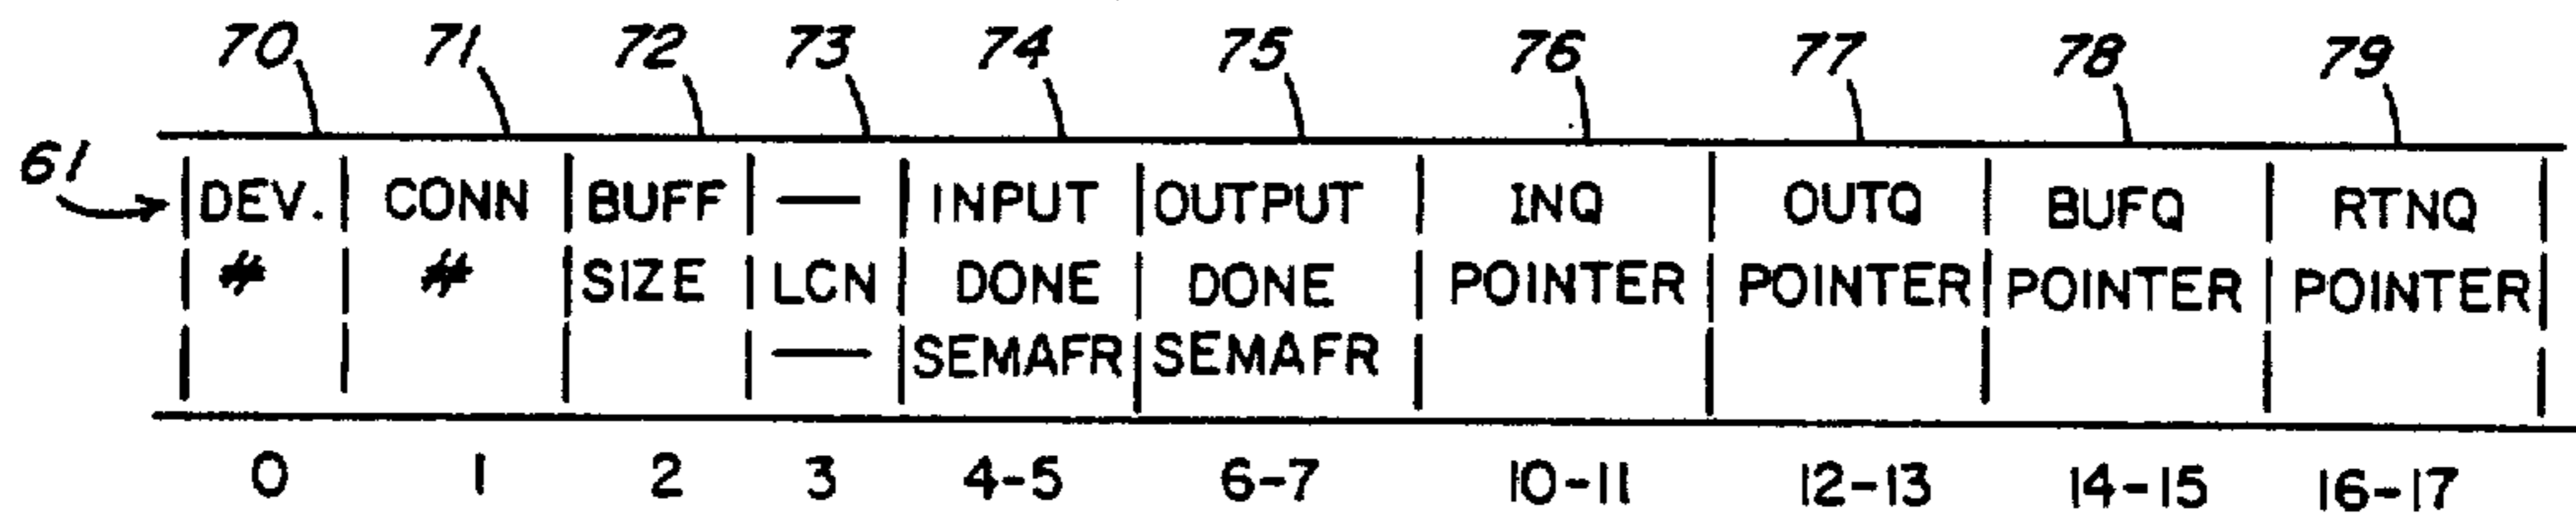 70 71 72 73 74 75 76 77 78 79
61 DEV. CONN BUFF — INPUT OUTPUT INQ OUTQ BUFQ RTNQ
# # SIZE LCN DONE DONE POINTER POINTER POINTER POINTER
— SEMAFR SEMAFR
0 1 2 3 4-5 6-7 10-11 12-13 14-15 16-17